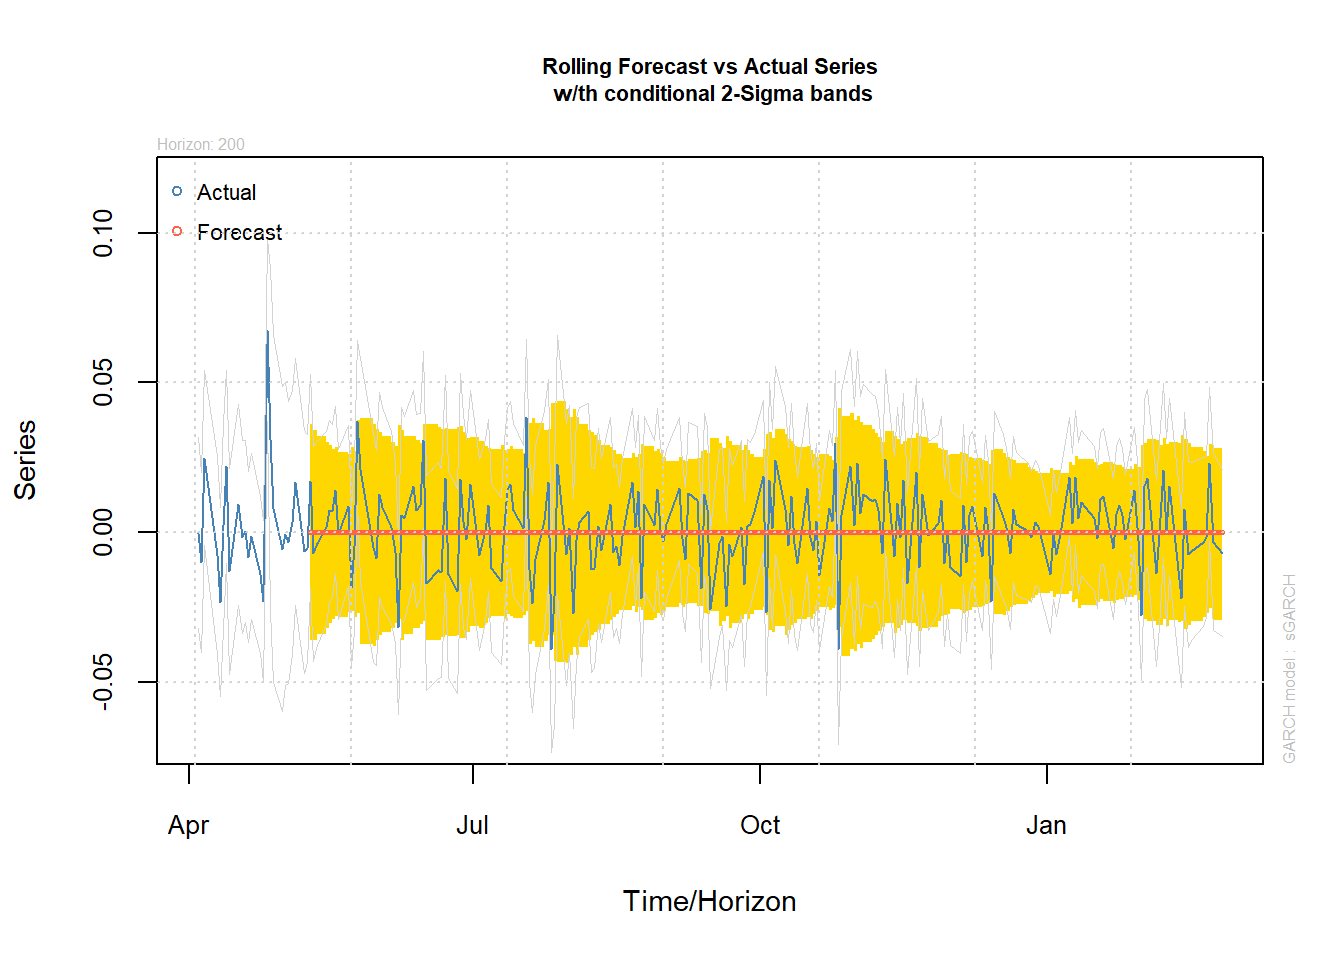 Rolling Forecast vs Actual Series
w/th conditional 2-Sigma bands
Horizon: 200
Actual
Forecast
0.10
0.05
0.00
-0.05
Series
Apr
Jul
Oct
Jan
Time/Horizon
GARCH model : sGARCH